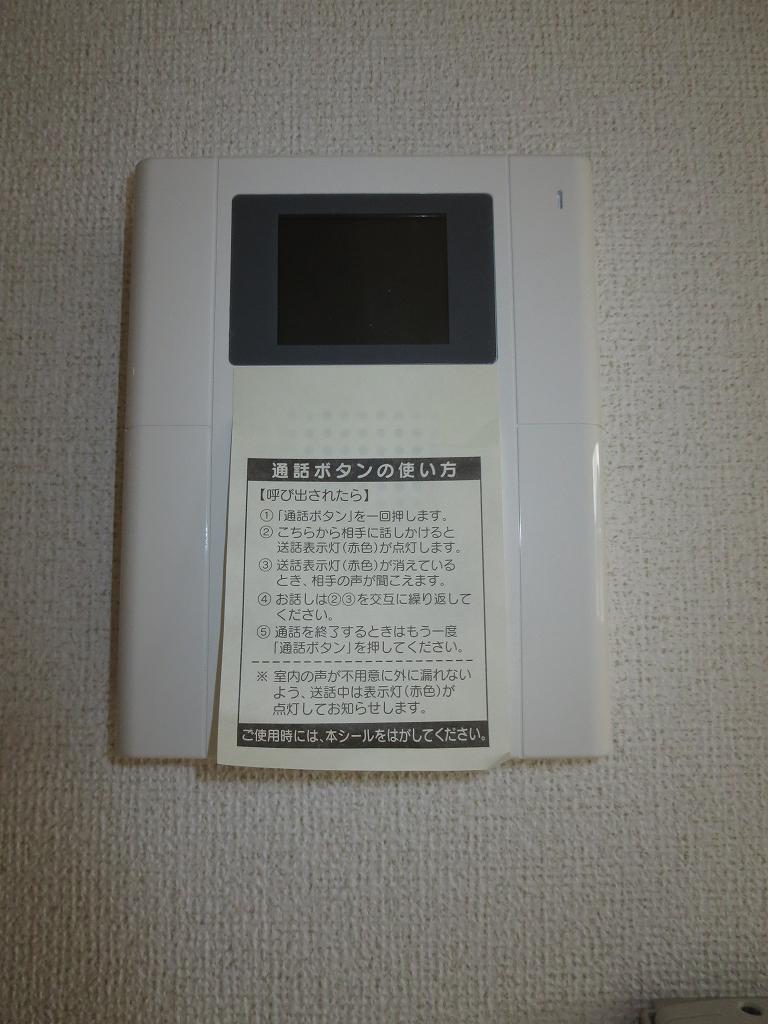 通話ボタンの使い方
【呼び出されたら】
① 「通話ボタン」を一回押します。
② こちらから相手に話しかけると
送話表示灯(赤色)が点灯します。
③ 送話表示灯(赤色)が消えている
とき、相手の声が聞こえます。
④ お話しは②③を交互に繰り返して
ください。
⑤ 通話を終了するときはもう一度
「通話ボタン」を押してください。
※ 室内の声が不用意に外に漏れない
よう、送話中は表示灯(赤色)が
点灯してお知らせします。
ご使用時には、本シールをはがしてください。